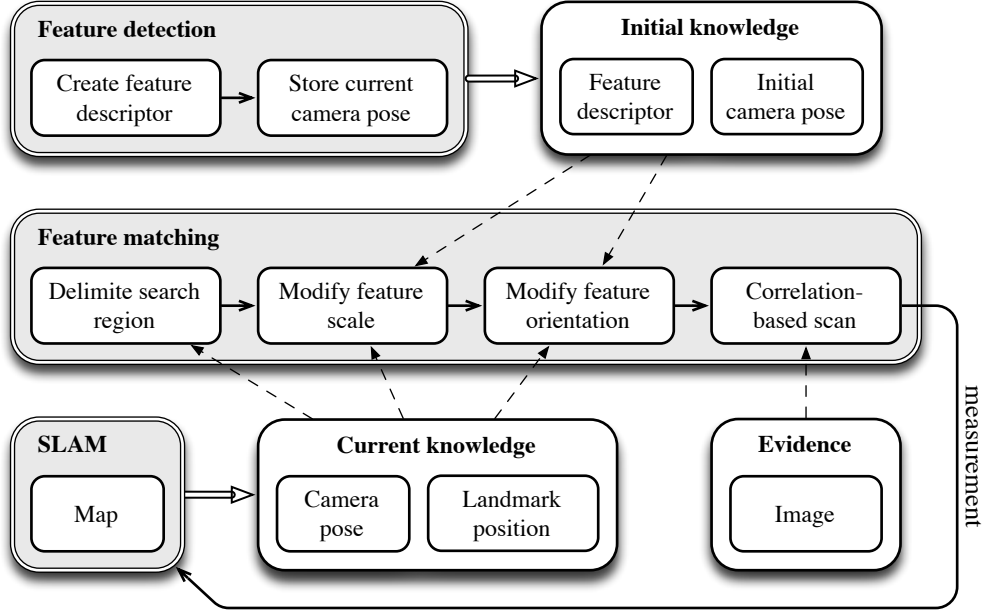 Feature detection
Create feature
descriptor
Store current
camera pose
Initial knowledge
Feature
descriptor
Initial
camera pose
Feature matching
Delimite search
region
Modify feature
scale
Modify feature
orientation
Correlation-
based scan
measurement
SLAM
Map
Current knowledge
Camera
pose
Landmark
position
Evidence
Image